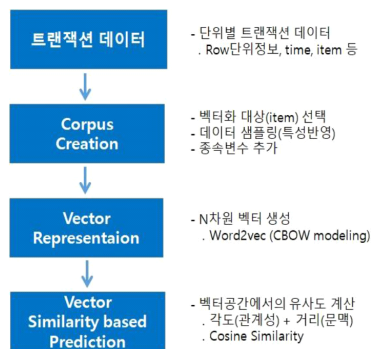 트랜잭션 데이터
- 단위별 트랜잭션 데이터
. Row단위정보, time, item 등
Corpus
Creation
- 벡터화 대상(item) 선택
- 데이터 샘플링(특성반영)
- 종속변수 추가
Vector
Representaion
- N차원 벡터 생성
. Word2vec (CBOW modeling)
Vector
Similarity based
Prediction
- 벡터공간에서의 유사도 계산
. 각도(관계성) + 거리(문맥)
. Cosine Similarity